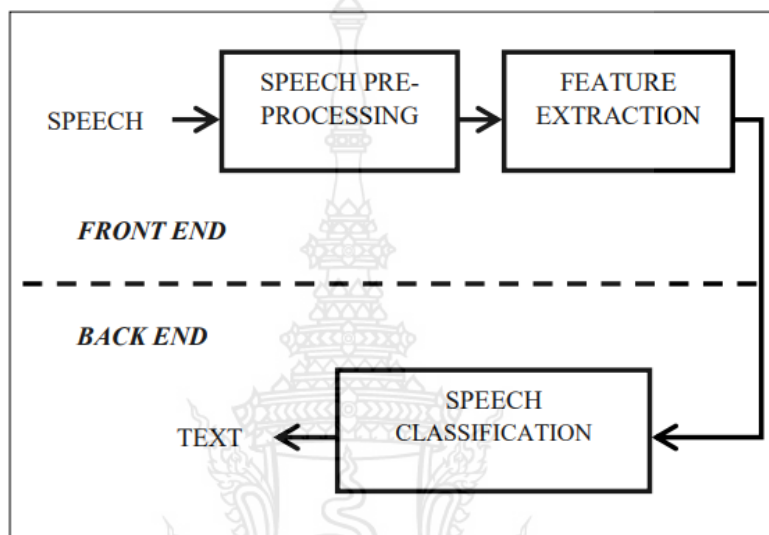 SPEECH
SPEECH PRE-
PROCESSING
FEATURE
EXTRACTION
FRONT END
BACK END
SPEECH
CLASSIFICATION
TEXT